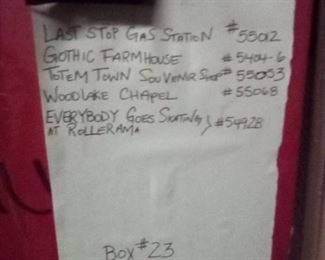 LAST STOP GAS STATION #55012
GOTHIC FARMHOUSE #5404-6
TOTEM TOWN SOUVENIR SHOP #55053
WOODLAKE CHAPEL #55068
EVERYBODY GOES SKATING
AT ROLLERAMA } #54928
BOX #23